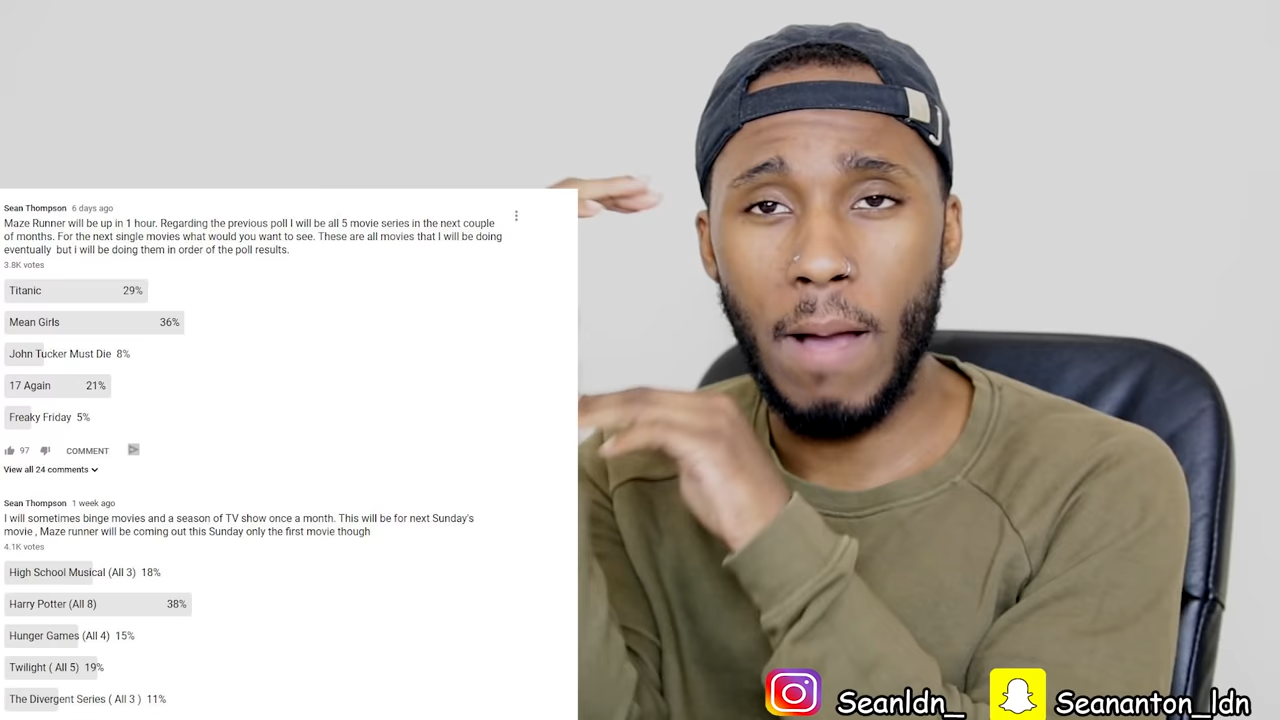 Sean Thompson 6 days ago
Maze Runner will be up in 1 hour. Regarding the previous poll I will be all 5 movie series in the next couple
of months. For the next single movies what would you want to see. These are all movies that I will be doing
eventually but i will be doing them in order of the poll results.
3.8K votes
Titanic 29%
Mean Girls 36%
John Tucker Must Die 8%
17 Again 21%
Freaky Friday 5%
97 COMMENT
View all 24 comments
Sean Thompson 1 week ago
I will sometimes binge movies and a season of TV show once a month. This will be for next Sunday's
movie , Maze runner will be coming out this Sunday only the first movie though
4.1K votes
High School Musical (All 3) 18%
Harry Potter (All 8) 38%
Hunger Games (All 4) 15%
Twilight ( All 5) 19%
The Divergent Series ( All 3 ) 11%
Seanldn_ Seananton_ldn